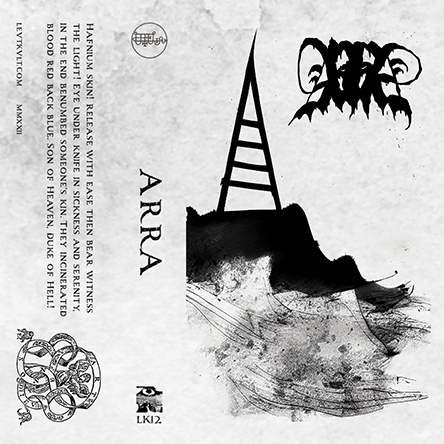 HAFNIUM SKIN! RELEASE WITH EASE THEN BEAR WITNESS
THE LIGHT! EYE UNDER KNIFE IN SICKNESS AND SERENITY,
IN THE END BENUMBED SOMEONE'S KIN. THEY INCINERATED
BLOOD RED BACK BLUE. SON OF HEAVEN, DUKE OF HELL!
LEVTKVLT.COM MMXXII
ARRA
LK12